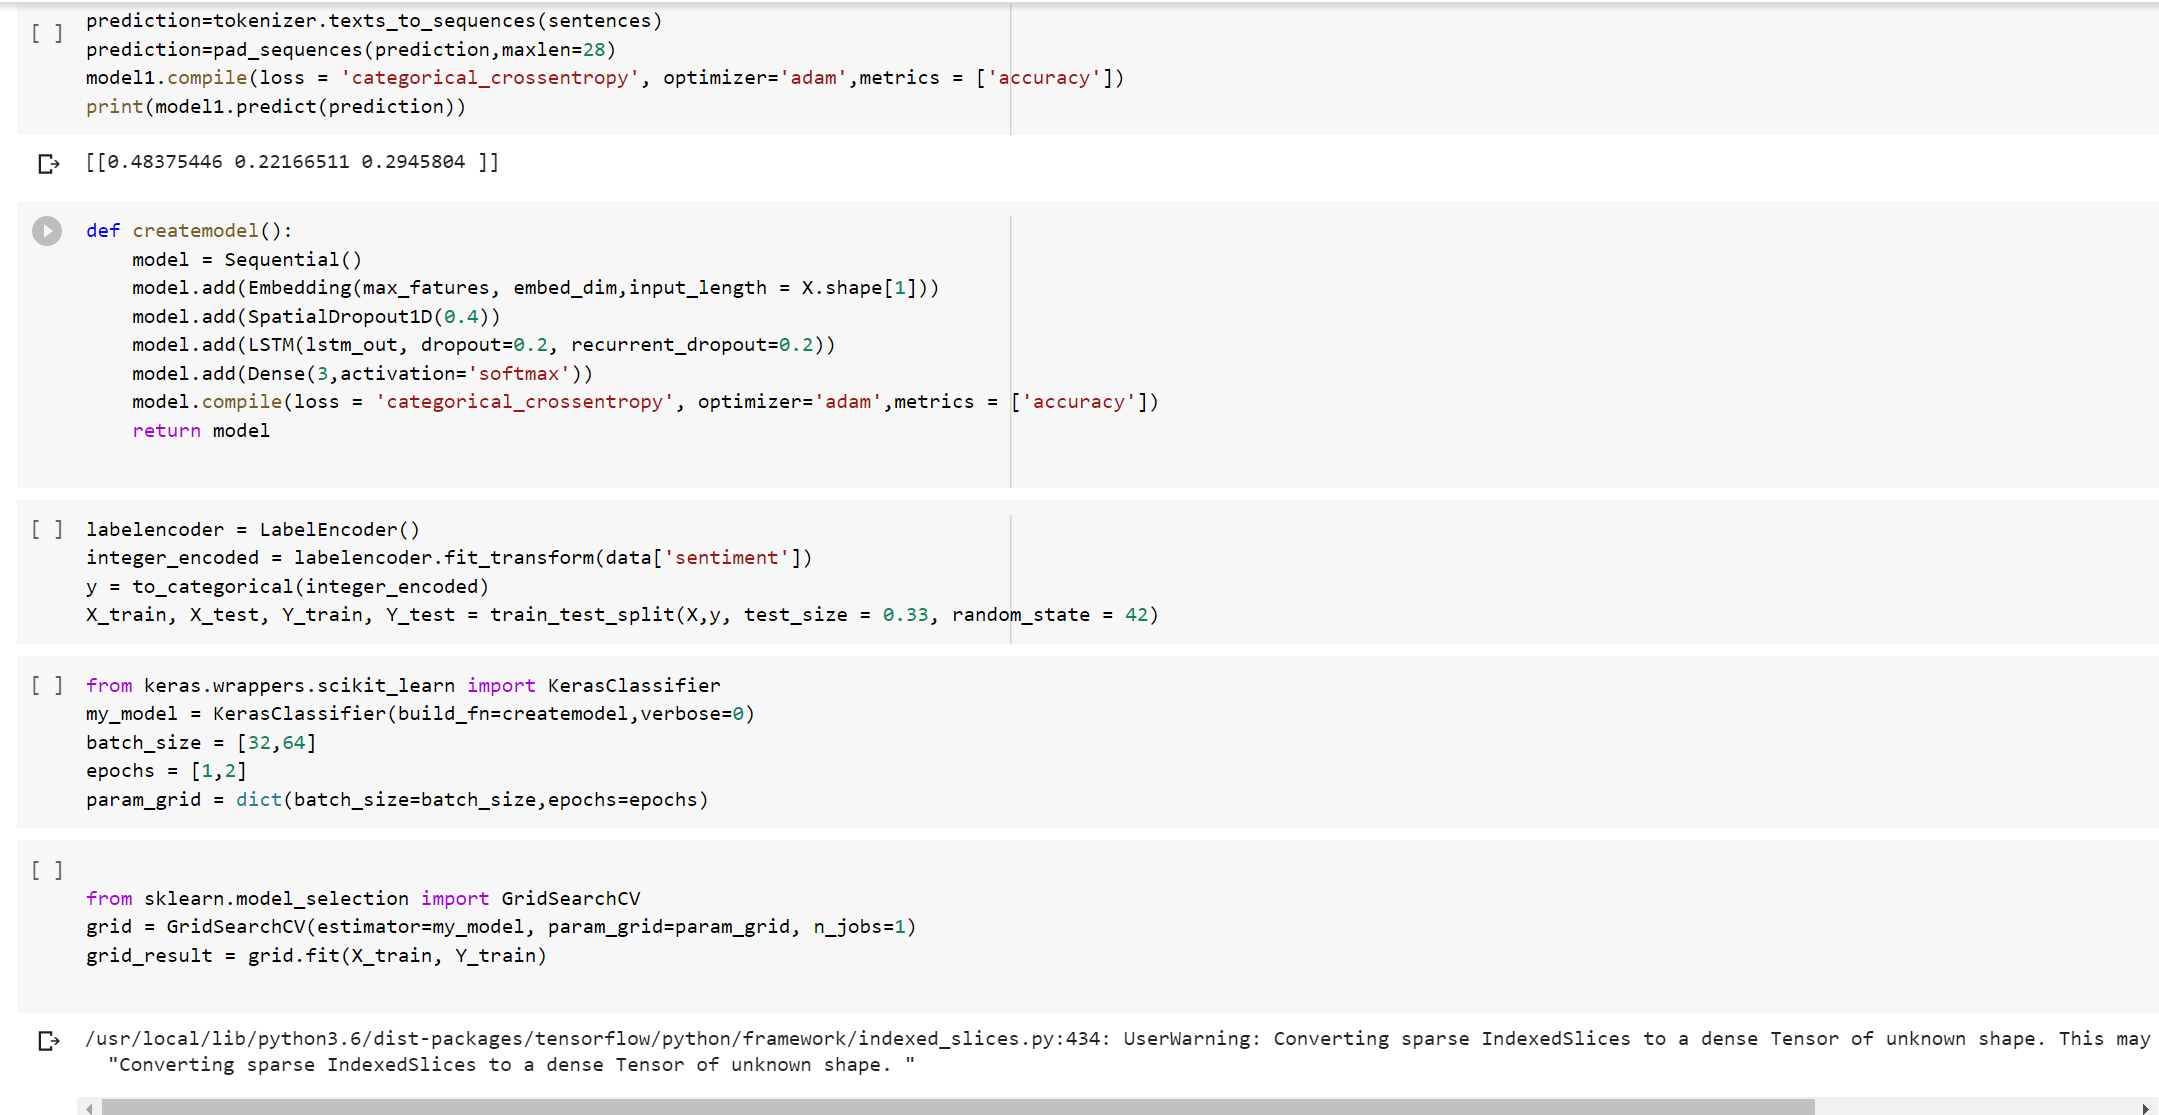 prediction=tokenizer.texts_to_sequences(sentences)
[ ]
prediction=pad_sequences(prediction,maxlen=28)
model1.compile(loss = 'categorical_crossentropy', optimizer='adam',metrics = ['accuracy'])
print(model1.predict(prediction))
[[0.48375446 0.22166511 0.2945804 ]]
def createmodel():
    model = Sequential()
    model.add(Embedding(max_fatures, embed_dim,input_length = X.shape[1]))
    model.add(SpatialDropout1D(0.4))
    model.add(LSTM(lstm_out, dropout=0.2, recurrent_dropout=0.2))
    model.add(Dense(3,activation='softmax'))
    model.compile(loss = 'categorical_crossentropy', optimizer='adam',metrics = ['accuracy'])
    return model
[ ] labelencoder = LabelEncoder()
integer_encoded = labelencoder.fit_transform(data['sentiment'])
y = to_categorical(integer_encoded)
X_train, X_test, Y_train, Y_test = train_test_split(X,y, test_size = 0.33, random_state = 42)
[ ] from keras.wrappers.scikit_learn import KerasClassifier
my_model = KerasClassifier(build_fn=createmodel,verbose=0)
batch_size = [32,64]
epochs = [1,2]
param_grid = dict(batch_size=batch_size,epochs=epochs)
[ ]
from sklearn.model_selection import GridSearchCV
grid = GridSearchCV(estimator=my_model, param_grid=param_grid, n_jobs=1)
grid_result = grid.fit(X_train, Y_train)
/usr/local/lib/python3.6/dist-packages/tensorflow/python/framework/indexed_slices.py:434: UserWarning: Converting sparse IndexedSlices to a dense Tensor of unknown shape. This may
  "Converting sparse IndexedSlices to a dense Tensor of unknown shape. "